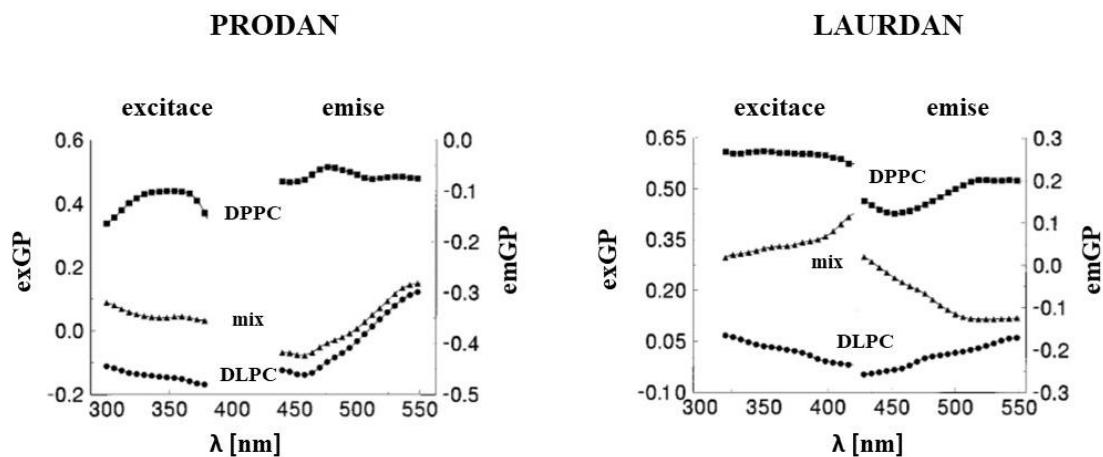 PRODAN
excitace emise
0.6
0.4
0.2
0.0
-0.2
exGP
0.0
-0.1
-0.2
-0.3
-0.4
-0.5
emGP
DPPC
mix
DLPC
300 350 400 450 500 550
λ [nm]
LAURDAN
excitace emise
0.65
0.50
0.35
0.20
0.05
-0.10
exGP
0.3
0.2
0.1
0.0
-0.1
-0.2
-0.3
emGP
DPPC
mix
DLPC
300 350 400 450 500 550
λ [nm]